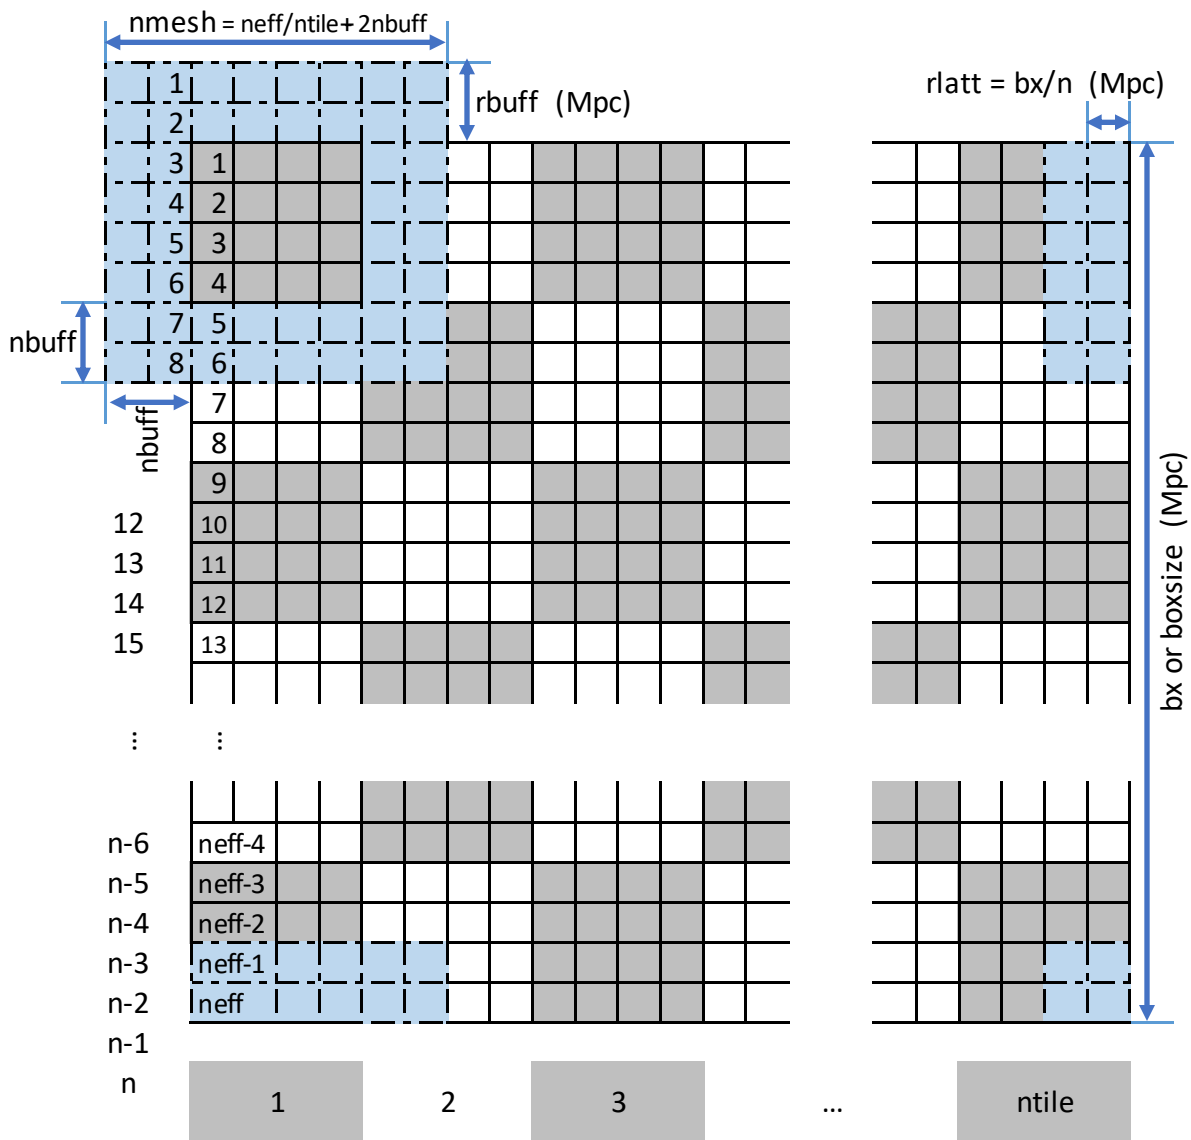 nmesh = neff/ntile+ 2nbuff
rbuff (Mpc)
rlatt = bx/n (Mpc)
1
2
3 1
4 2
5 3
6 4
7 5
8 6
7
8
9
12 10
13 11
14 12
15 13
... ...
n-6 neff-4
n-5 neff-3
n-4 neff-2
n-3 neff-1
n-2 neff
n-1
n
nbuff
nbuff
bx or boxsize (Mpc)
1 2 3 ... ntile